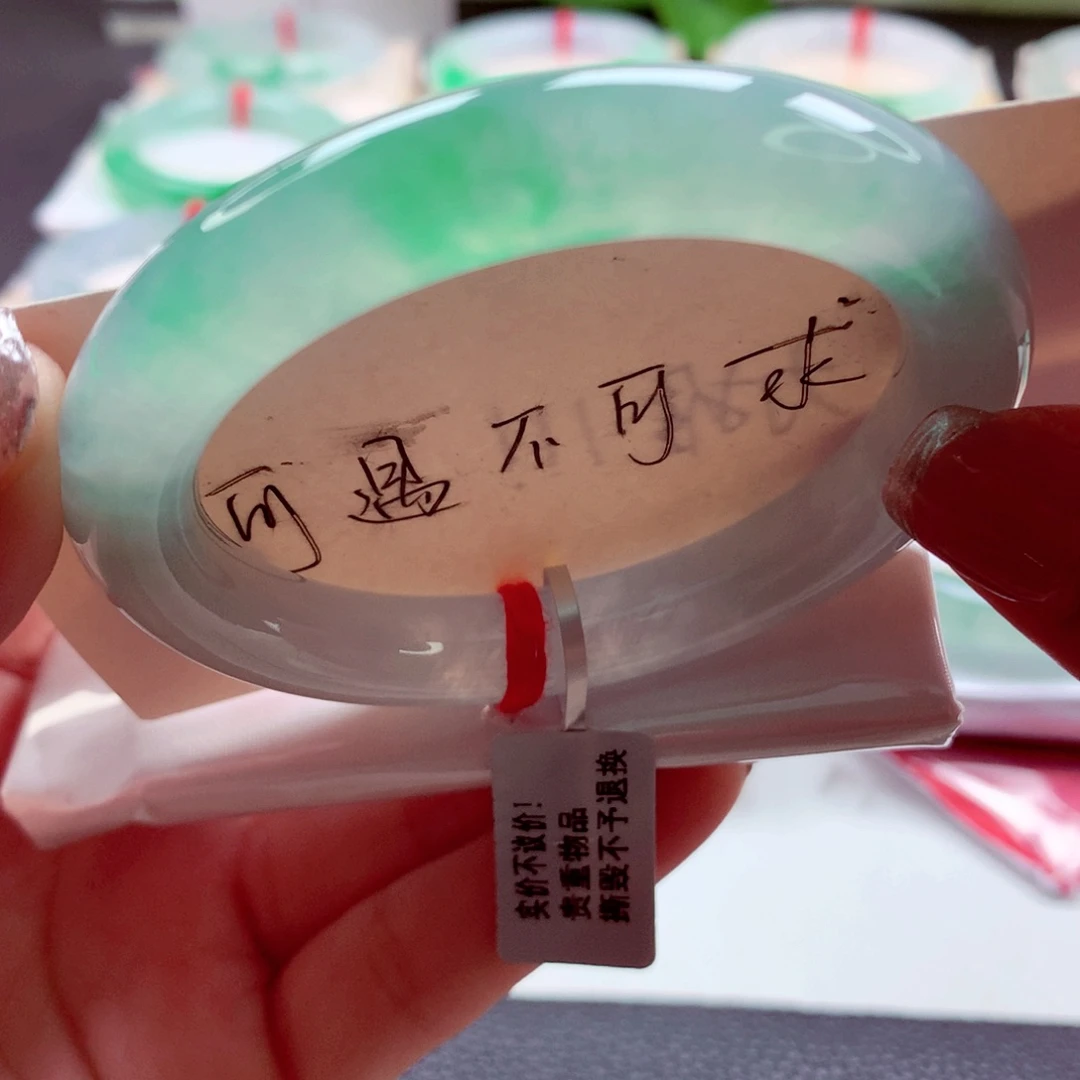 可遇不可求
实价不议价！
贵重物品
撕毁不予退换